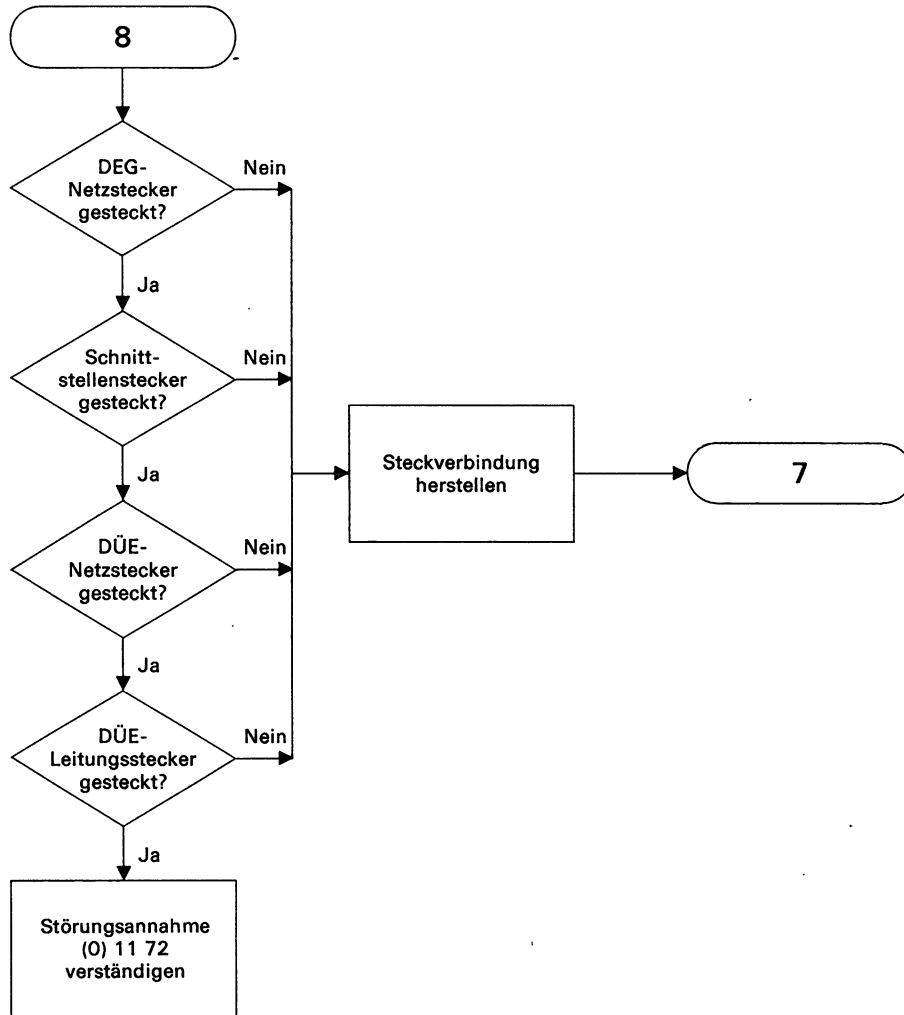 8
DEG-
Netzstecker
gesteckt?
Nein
Ja
Schnitt-
stellenstecker
gesteckt?
Nein
Ja
Steckverbindung
herstellen
7
DÜE-
Netzstecker
gesteckt?
Nein
Ja
DÜE-
Leitungsstecker
gesteckt?
Nein
Ja
Störungsannahme
(0) 11 72
verständigen